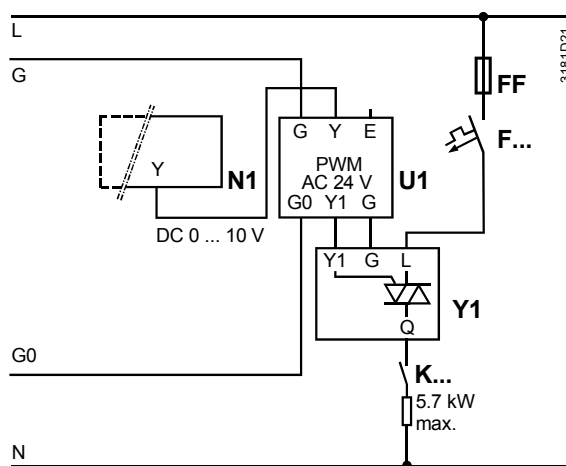 L
3181D21
G
FF
F...
G Y E
Y
N1
PWM
AC 24 V
U1
G0 Y1 G
DC 0 ... 10 V
Y1 G L
Y1
Q
G0
K...
5.7 kW
max.
N